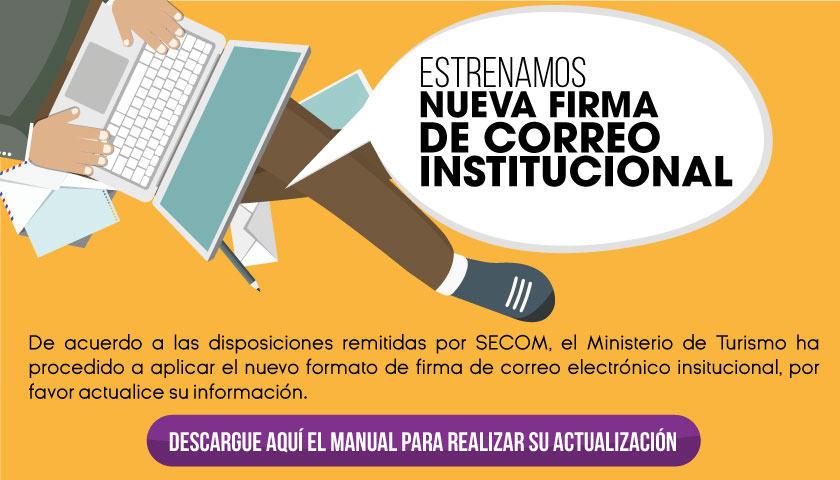 ESTRENAMOS
NUEVA FIRMA
DE CORREO
INSTITUCIONAL
De acuerdo a las disposiciones remitidas por SECOM, el Ministerio de Turismo ha
procedido a aplicar el nuevo formato de firma de correo electrónico insitucional, por
favor actualice su información.
DESCARGUE AQUÍ EL MANUAL PARA REALIZAR SU ACTUALIZACIÓN